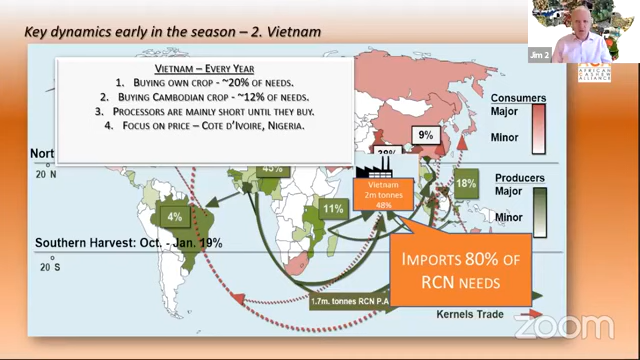 Key dynamics early in the season – 2. Vietnam
Jim 2
AFRICAN
CASHEW
ALLIANCE
VIETNAM – EVERY YEAR
1. BUYING OWN CROP - ~20% OF NEEDS.
2. BUYING CAMBODIAN CROP - ~12% OF NEEDS.
3. PROCESSORS ARE MAINLY SHORT UNTIL THEY BUY.
4. FOCUS ON PRICE – COTE D'IVOIRE, NIGERIA.
Consumers
Major
Minor
9%
20 N
Producers
Major
Minor
18%
Vietnam
2m tonnes
48%
11%
4%
Southern Harvest: Oct. - Jan. 19%
20 S
IMPORTS 80% OF
RCN NEEDS
1.7m. tonnes RCN P.A
Kernels Trade
zoom